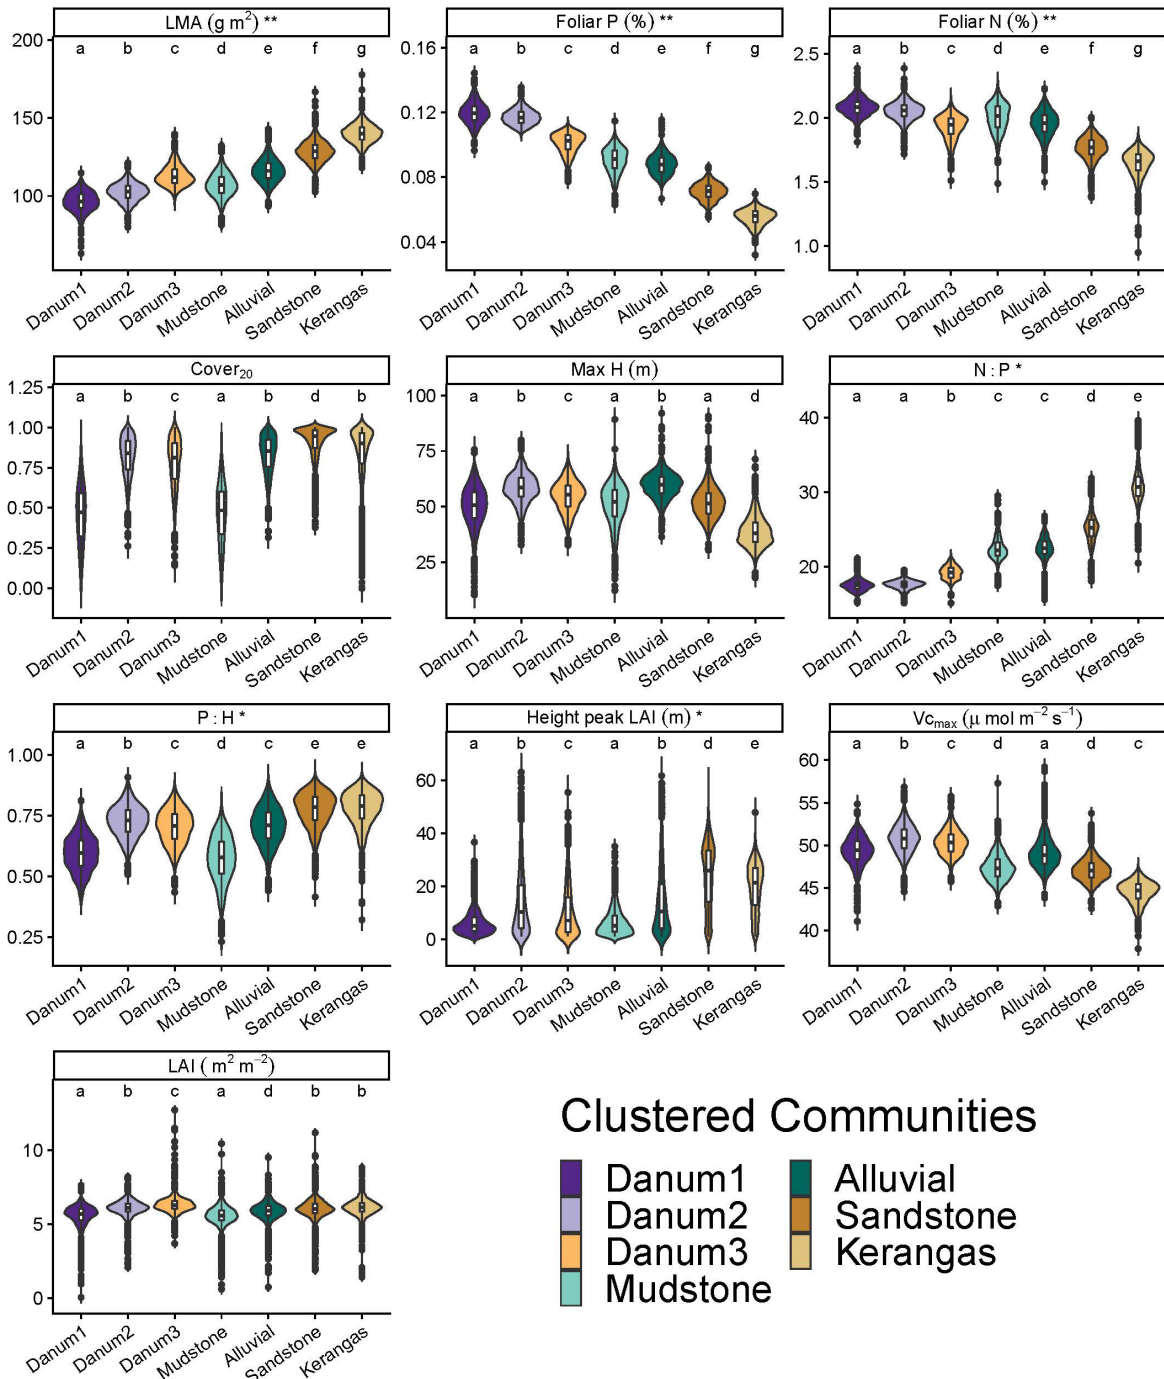 LMA (g m²) **
a b c d e f g
200
150
100
Danum1 Danum2 Danum3 Mudstone Alluvial Sandstone Kerangas
Foliar P (%) **
a b c d e f g
0.16
0.12
0.08
0.04
Danum1 Danum2 Danum3 Mudstone Alluvial Sandstone Kerangas
Foliar N (%) **
a b c d e f g
2.5
2.0
1.5
1.0
Danum1 Danum2 Danum3 Mudstone Alluvial Sandstone Kerangas
Cover₂₀
a b c a b d b
1.25
1.00
0.75
0.50
0.25
0.00
Danum1 Danum2 Danum3 Mudstone Alluvial Sandstone Kerangas
Max H (m)
a b c a b a d
100
75
50
25
Danum1 Danum2 Danum3 Mudstone Alluvial Sandstone Kerangas
N : P *
a a b c c d e
40
30
20
Danum1 Danum2 Danum3 Mudstone Alluvial Sandstone Kerangas
P : H *
a b c d c e e
1.00
0.75
0.50
0.25
Danum1 Danum2 Danum3 Mudstone Alluvial Sandstone Kerangas
Height peak LAI (m) *
a b c a b d e
60
40
20
0
Danum1 Danum2 Danum3 Mudstone Alluvial Sandstone Kerangas
Vcmax (μ mol m⁻² s⁻¹)
a b c d a d c
60
55
50
45
40
Danum1 Danum2 Danum3 Mudstone Alluvial Sandstone Kerangas
LAI ( m² m⁻²)
a b c a d b b
10
5
0
Danum1 Danum2 Danum3 Mudstone Alluvial Sandstone Kerangas
Clustered Communities
Danum1
Danum2
Danum3
Mudstone
Alluvial
Sandstone
Kerangas